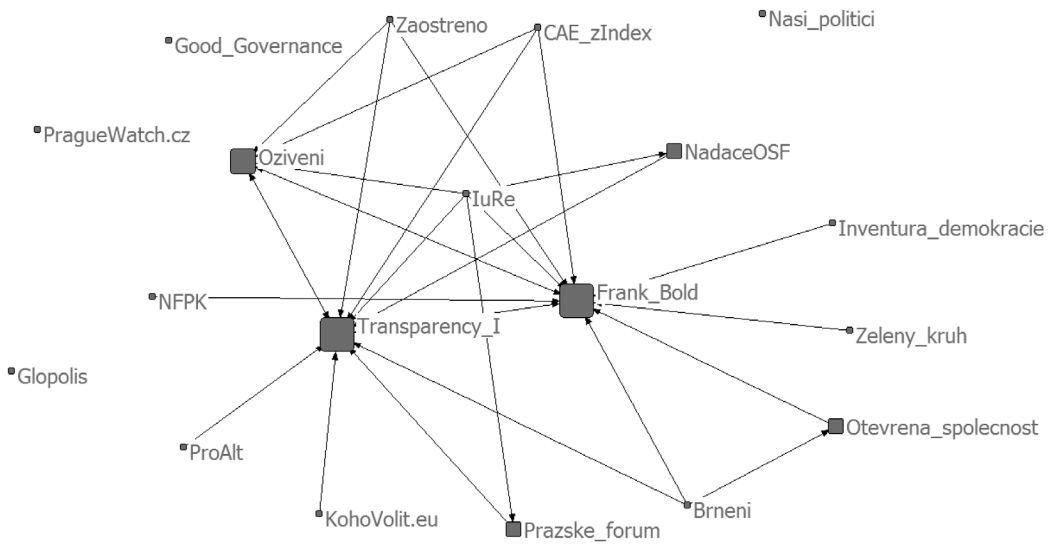 Nasi_politici
Zaostreno
CAE_zIndex
Good_Governance
PragueWatch.cz
Oziveni
NadaceOSF
IuRe
Inventura_demokracie
NFPK
Frank_Bold
Transparency_I
Zeleny_kruh
Glopolis
Otevrena_spolecnost
ProAlt
KohoVolit.eu
Prazske_forum
Brneni